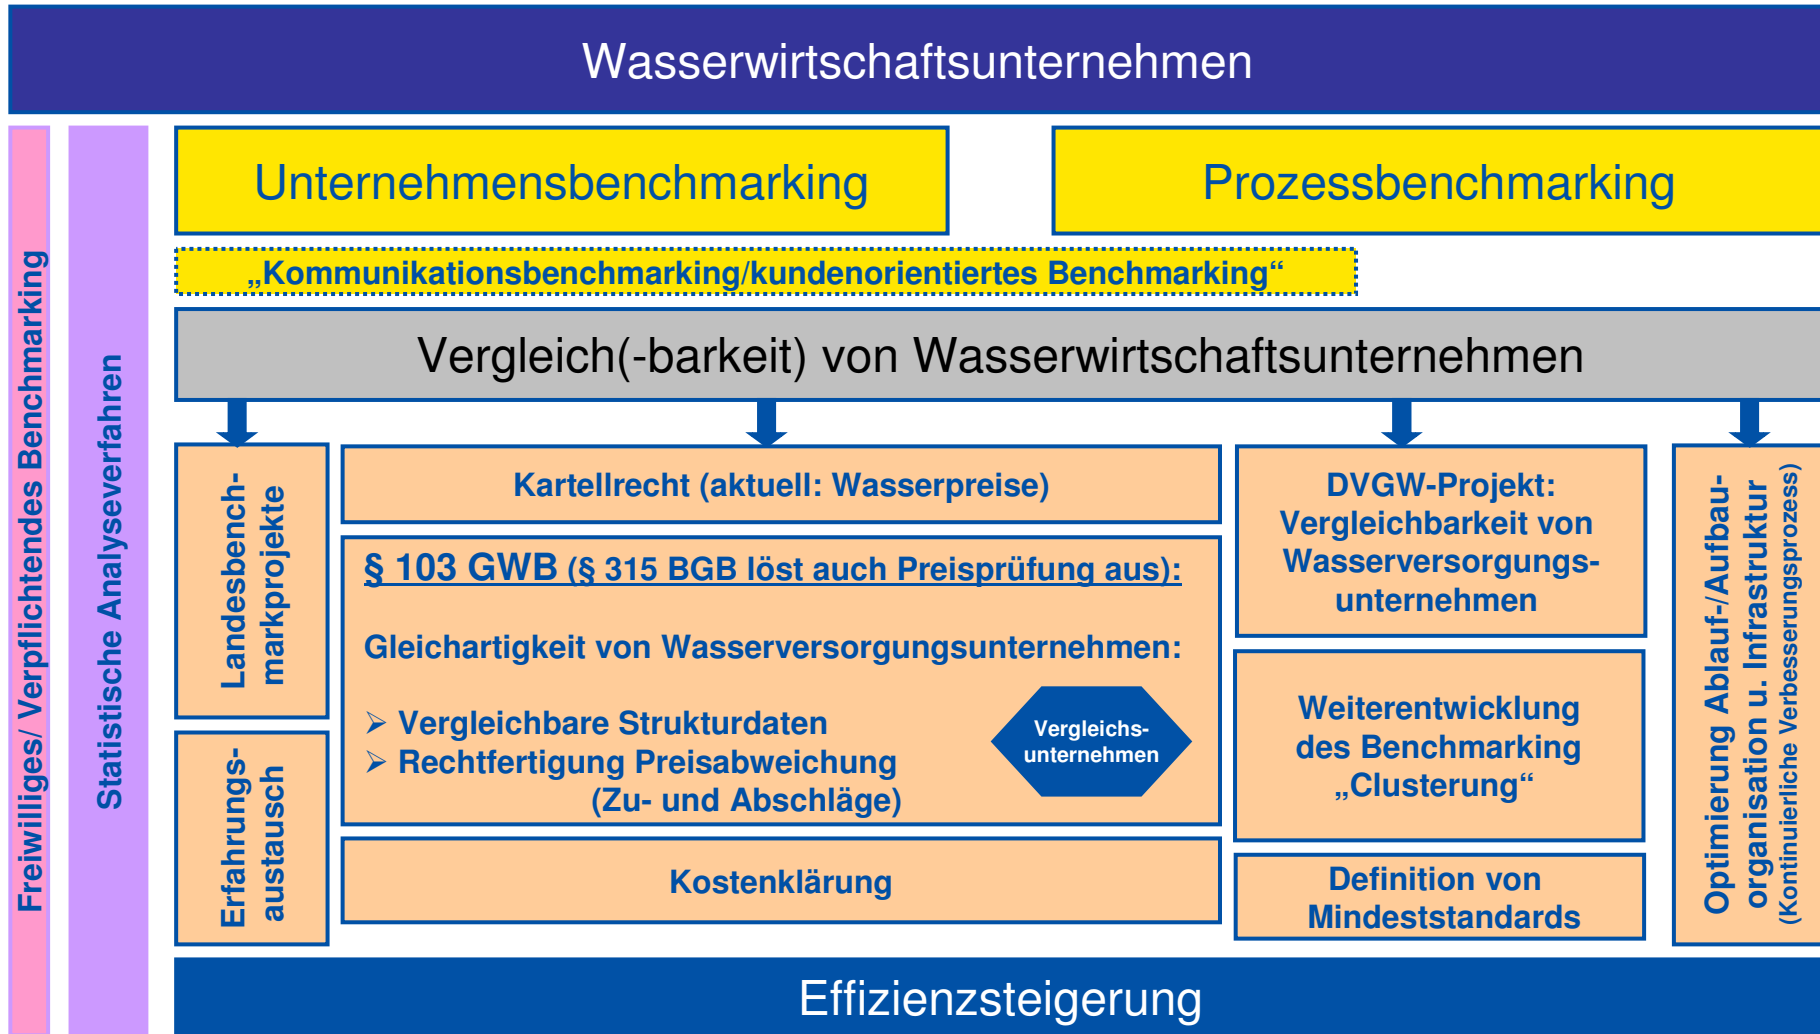 Wasserwirtschaftsunternehmen
Freiwilliges/ Verpflichtendes Benchmarking
Statistische Analyseverfahren
Unternehmensbenchmarking
Prozessbenchmarking
„Kommunikationsbenchmarking/kundenorientiertes Benchmarking“
Vergleich(-barkeit) von Wasserwirtschaftsunternehmen
Landesbench-
markprojekte
Erfahrungs-
austausch
Kartellrecht (aktuell: Wasserpreise)
§ 103 GWB (§ 315 BGB löst auch Preisprüfung aus):
Gleichartigkeit von Wasserversorgungsunternehmen:
➢ Vergleichbare Strukturdaten
➢ Rechtfertigung Preisabweichung
(Zu- und Abschläge)
Vergleichs-
unternehmen
Kostenklärung
DVGW-Projekt:
Vergleichbarkeit von
Wasserversorgungs-
unternehmen
Weiterentwicklung
des Benchmarking
„Clusterung“
Definition von
Mindeststandards
Optimierung Ablauf-/Aufbau-
organisation u. Infrastruktur
(Kontinuierliche Verbesserungsprozess)
Effizienzsteigerung